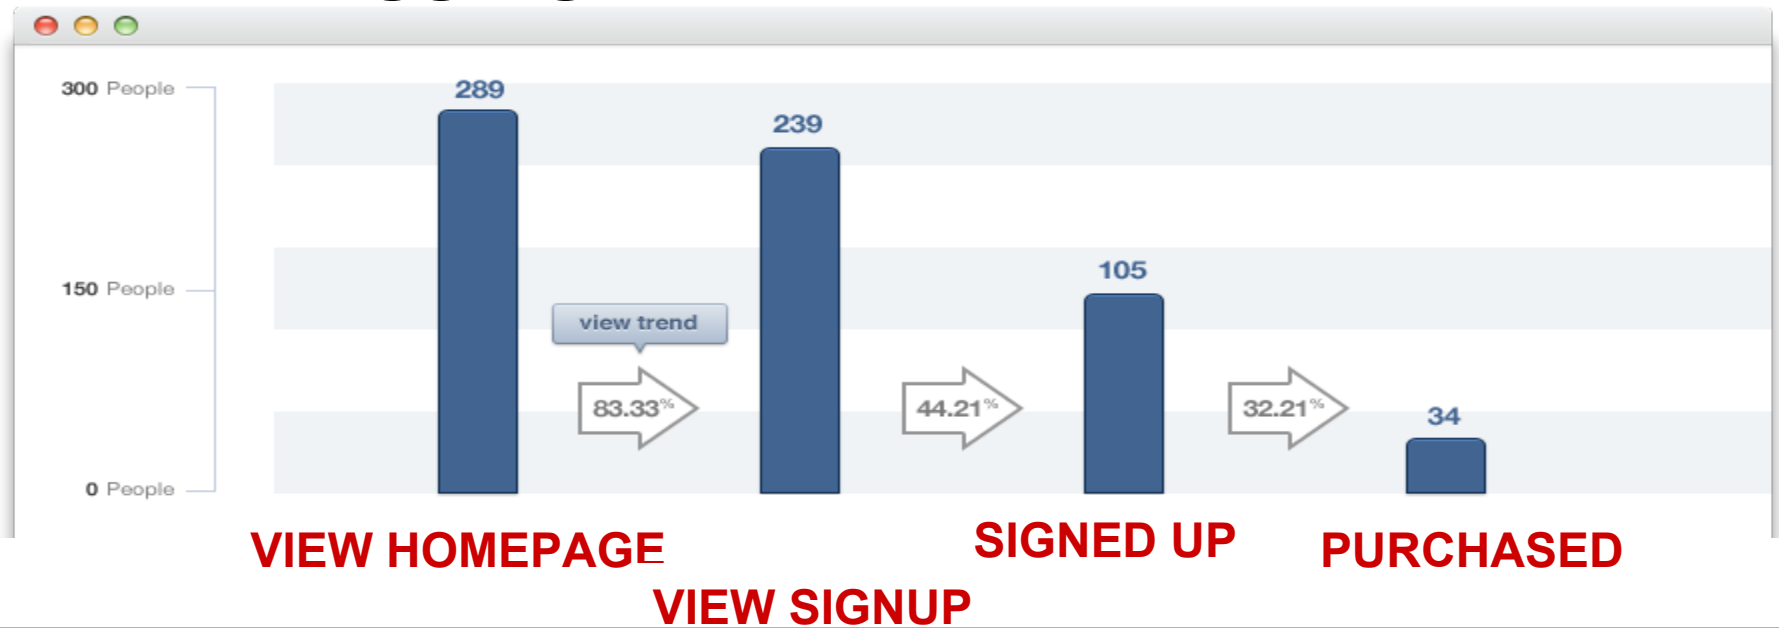 300 People
289
239
150 People
105
view trend
83.33%
44.21%
32.21%
34
0 People
VIEW HOMEPAGE
SIGNED UP
PURCHASED
VIEW SIGNUP